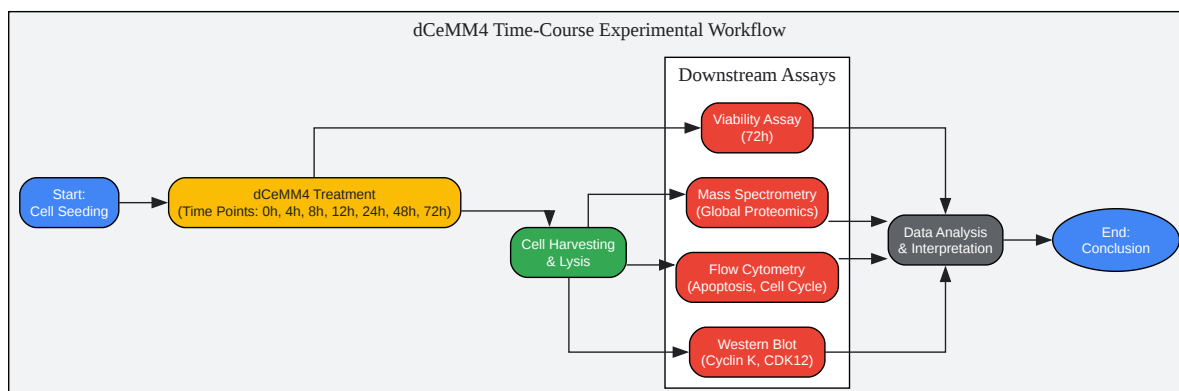 dCeMM4 Time-Course Experimental Workflow
Downstream Assays
Start:
Cell Seeding
dCeMM4 Treatment
(Time Points: 0h, 4h, 8h, 12h, 24h, 48h, 72h)
Cell Harvesting
& Lysis
Viability Assay
(72h)
Mass Spectrometry
(Global Proteomics)
Flow Cytometry
(Apoptosis, Cell Cycle)
Western Blot
(Cyclin K, CDK12)
Data Analysis
& Interpretation
End:
Conclusion